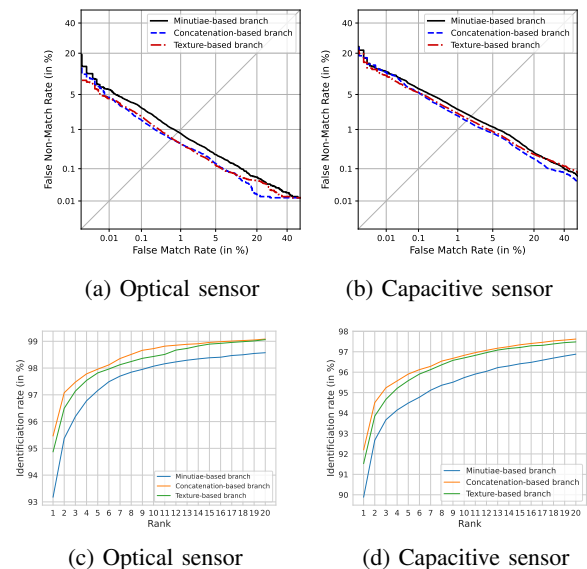 Minutiae-based branch
Concatenation-based branch
Texture-based branch
False Non-Match Rate (in %)
40
20
5
1
0.1
0.01
0.01 0.1 1 5 20 40
False Match Rate (in %)
(a) Optical sensor
Minutiae-based branch
Concatenation-based branch
Texture-based branch
False Non-Match Rate (in %)
40
20
5
1
0.1
0.01
0.01 0.1 1 5 20 40
False Match Rate (in %)
(b) Capacitive sensor
Identificiation rate (in %)
99
98
97
96
95
94
93
Minutiae-based branch
Concatenation-based branch
Texture-based branch
1 2 3 4 5 6 7 8 9 10 11 12 13 14 15 16 17 18 19 20
Rank
(c) Optical sensor
Identificiation rate (in %)
98
97
96
95
94
93
92
91
90
Minutiae-based branch
Concatenation-based branch
Texture-based branch
1 2 3 4 5 6 7 8 9 10 11 12 13 14 15 16 17 18 19 20
Rank
(d) Capacitive sensor